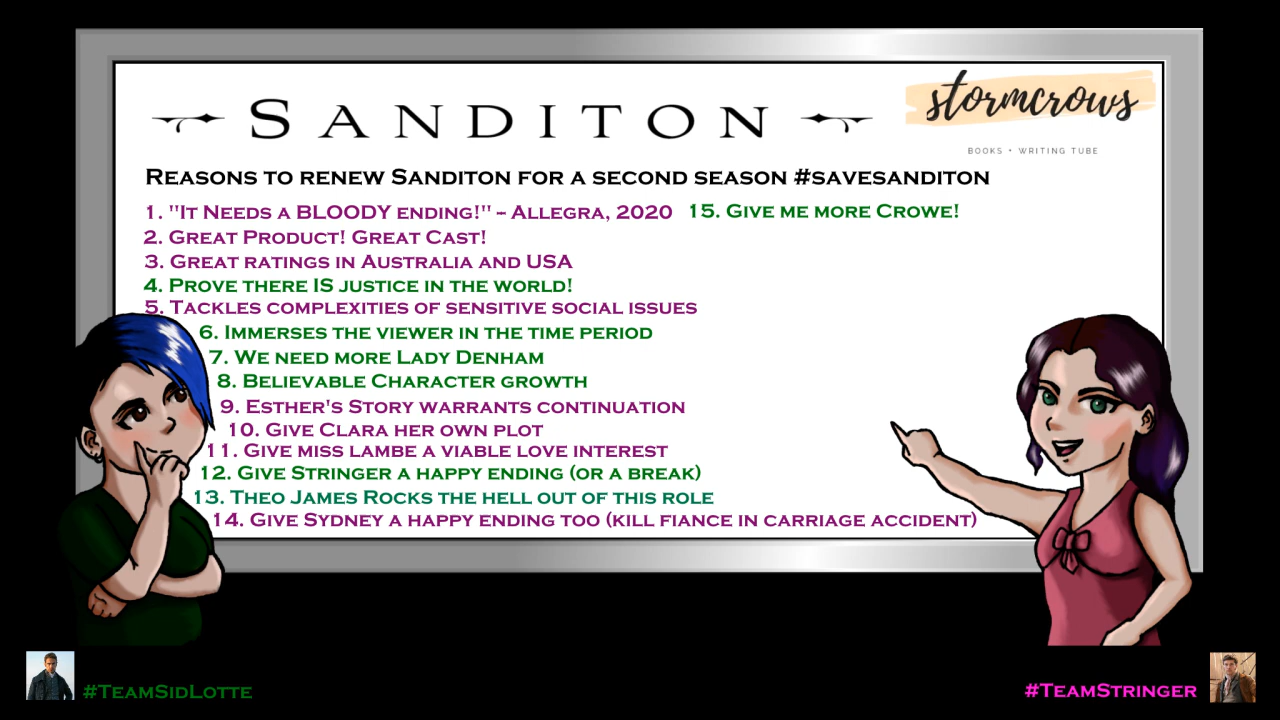 SANDITON
stormcrows
BOOKS • WRITING TUBE
REASONS TO RENEW SANDITON FOR A SECOND SEASON #SAVESANDITON
1. "IT NEEDS A BLOODY ENDING!" – ALLEGRA, 2020
15. GIVE ME MORE CROWE!
2. GREAT PRODUCT! GREAT CAST!
3. GREAT RATINGS IN AUSTRALIA AND USA
4. PROVE THERE IS JUSTICE IN THE WORLD!
5. TACKLES COMPLEXITIES OF SENSITIVE SOCIAL ISSUES
6. IMMERSES THE VIEWER IN THE TIME PERIOD
7. WE NEED MORE LADY DENHAM
8. BELIEVABLE CHARACTER GROWTH
9. ESTHER'S STORY WARRANTS CONTINUATION
10. GIVE CLARA HER OWN PLOT
11. GIVE MISS LAMBE A VIABLE LOVE INTEREST
12. GIVE STRINGER A HAPPY ENDING (OR A BREAK)
13. THEO JAMES ROCKS THE HELL OUT OF THIS ROLE
14. GIVE SYDNEY A HAPPY ENDING TOO (KILL FIANCE IN CARRIAGE ACCIDENT)
#TEAMSIDLOTTE
#TEAMSTRINGER